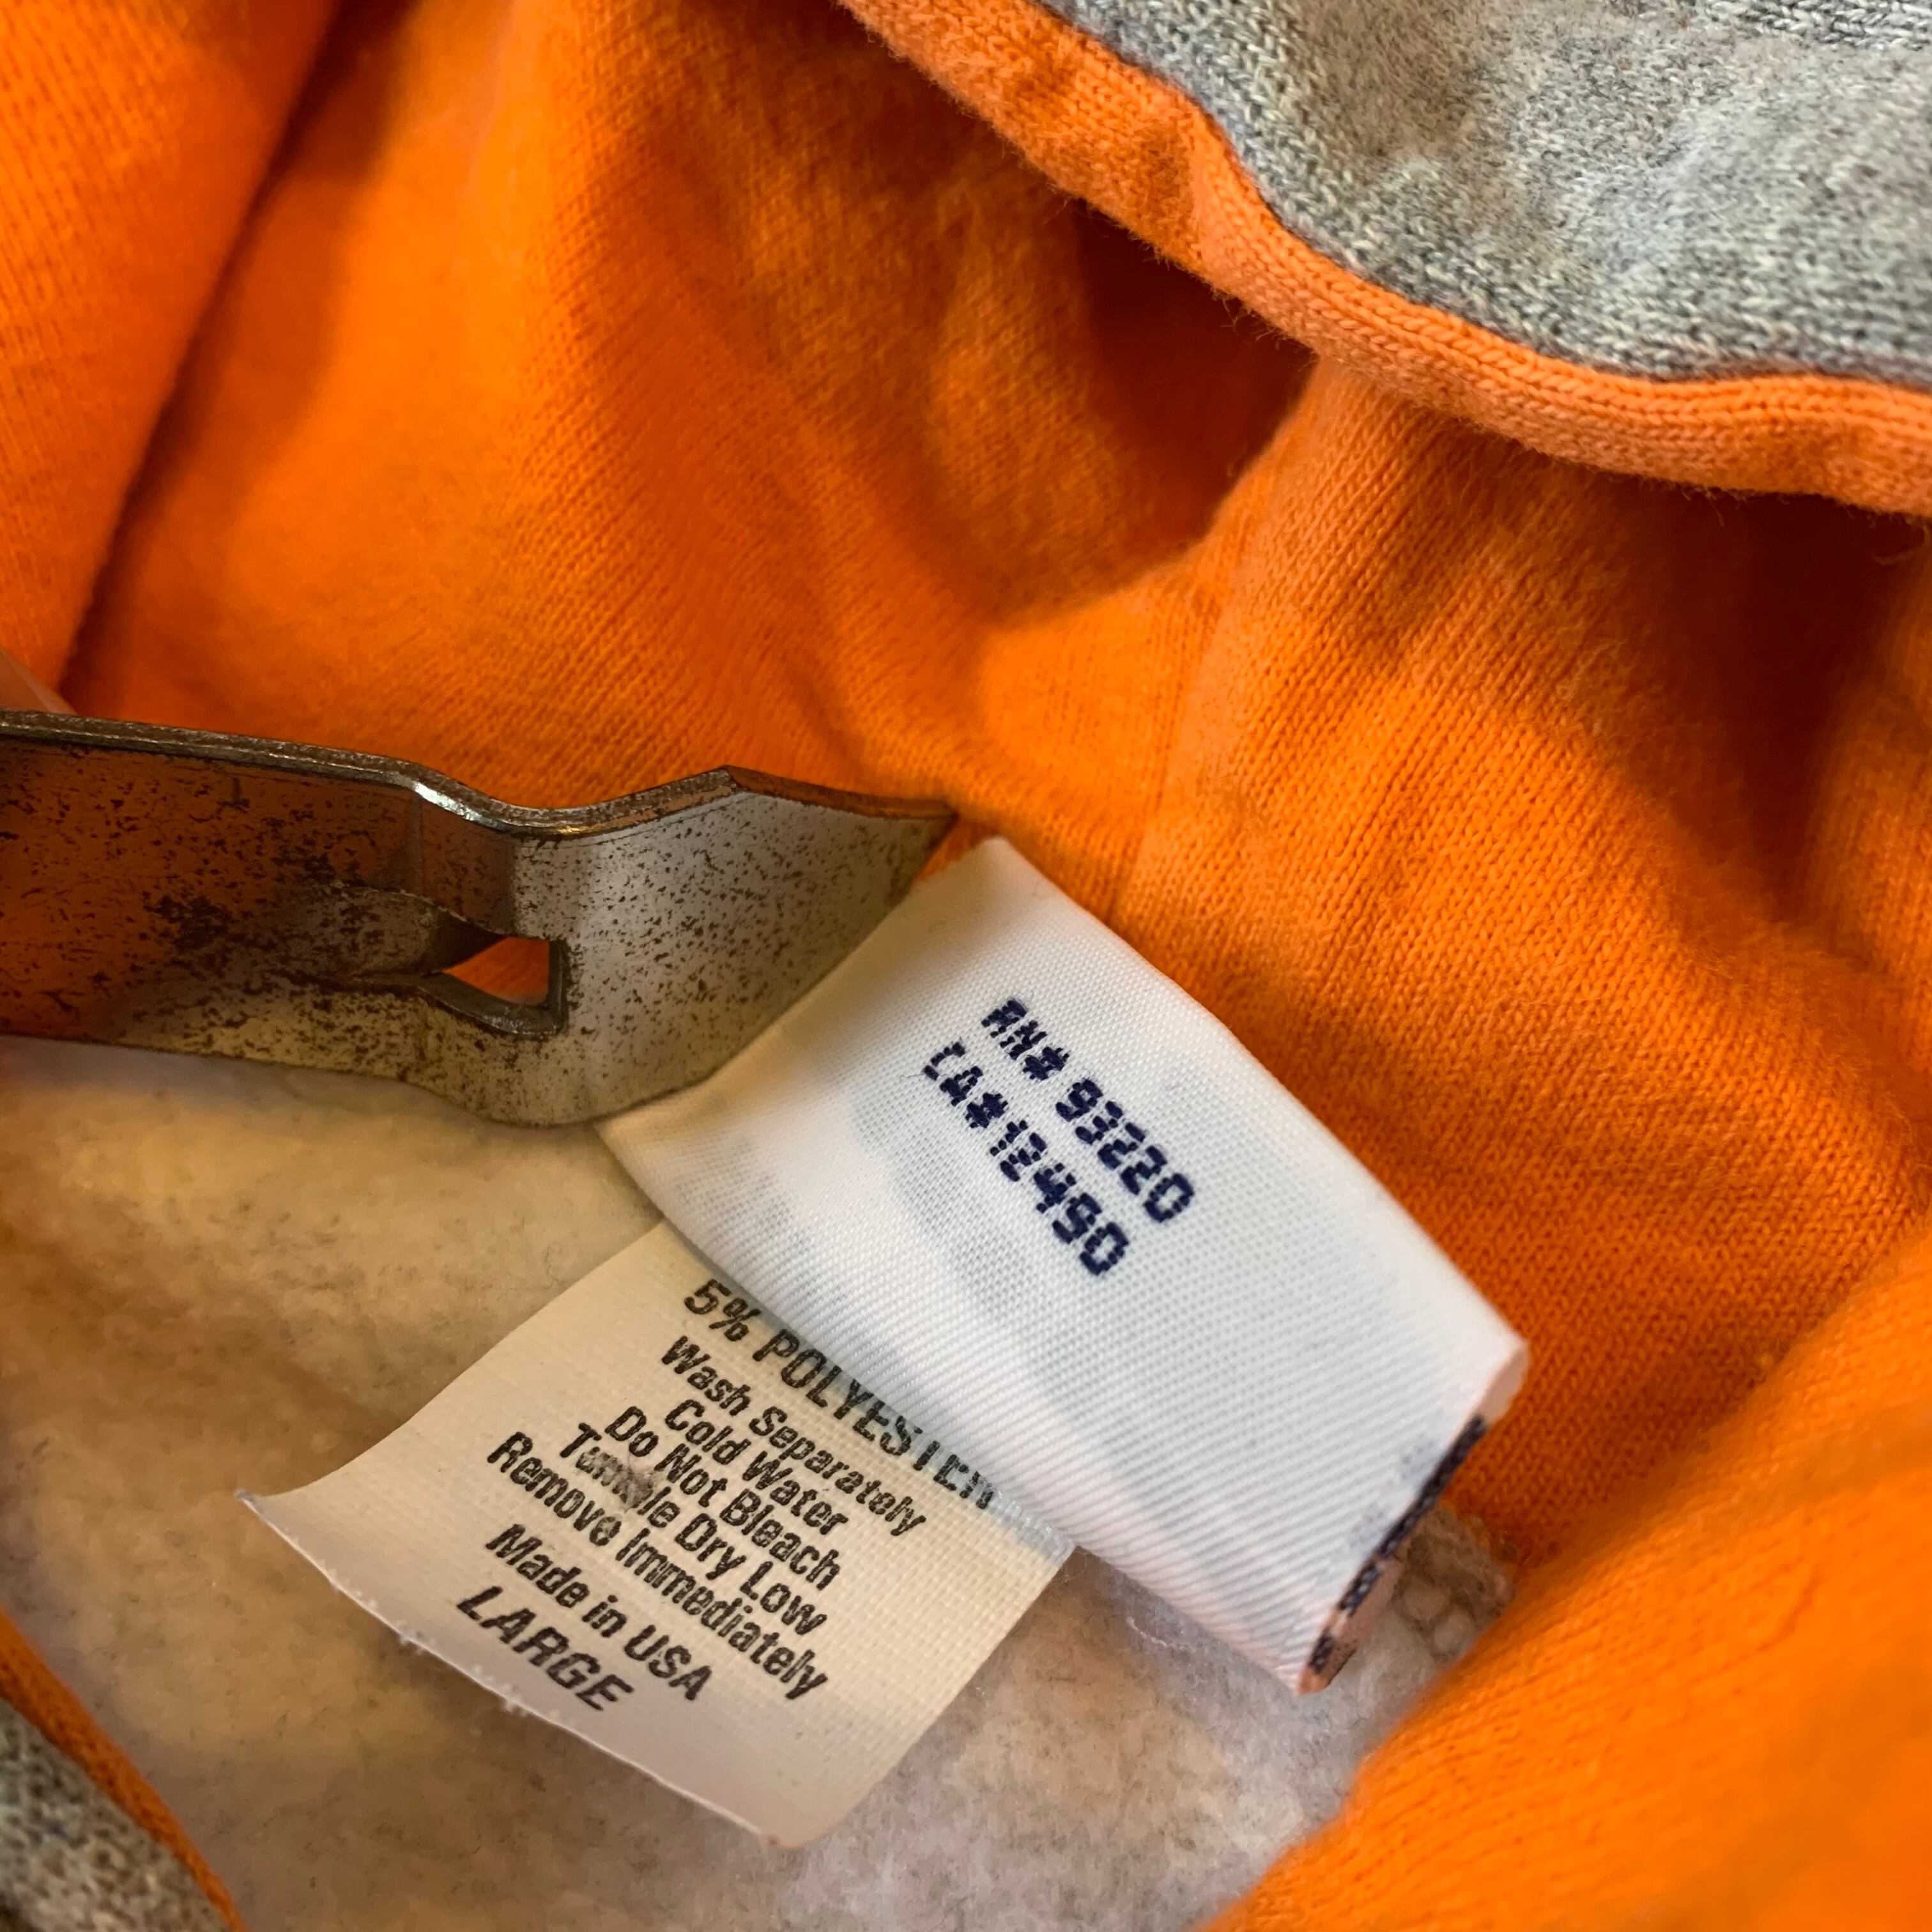 RN# 93220
CA# 12490
5% POLYESTER
Wash Separately
Cold Water
Do Not Bleach
Tumble Dry Low
Remove Immediately
Made in USA
LARGE